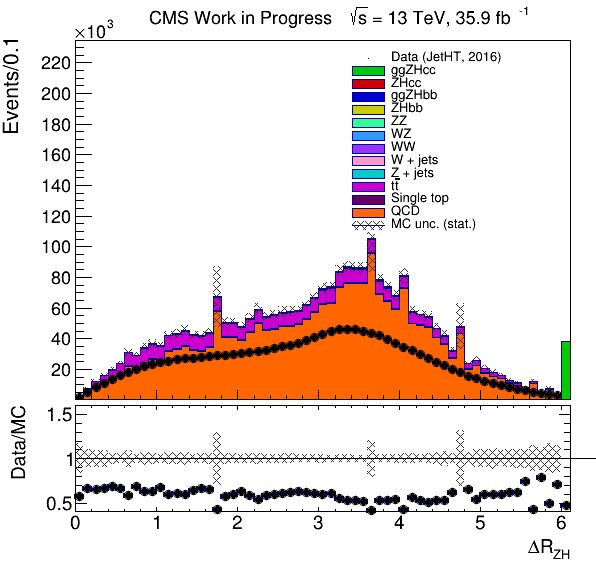 CMS Work in Progress √s = 13 TeV, 35.9 fb⁻¹
×10³
Events/0.1
220
200
180
160
140
120
100
80
60
40
20
Data (JetHT, 2016)
ggZHcc
ZHcc
ggZHbb
ZHbb
ZZ
WZ
WW
W + jets
Z + jets
tt̅
Single top
QCD
MC unc. (stat.)
Data/MC
1.5
1
0.5
0 1 2 3 4 5 6
ΔR_ZH